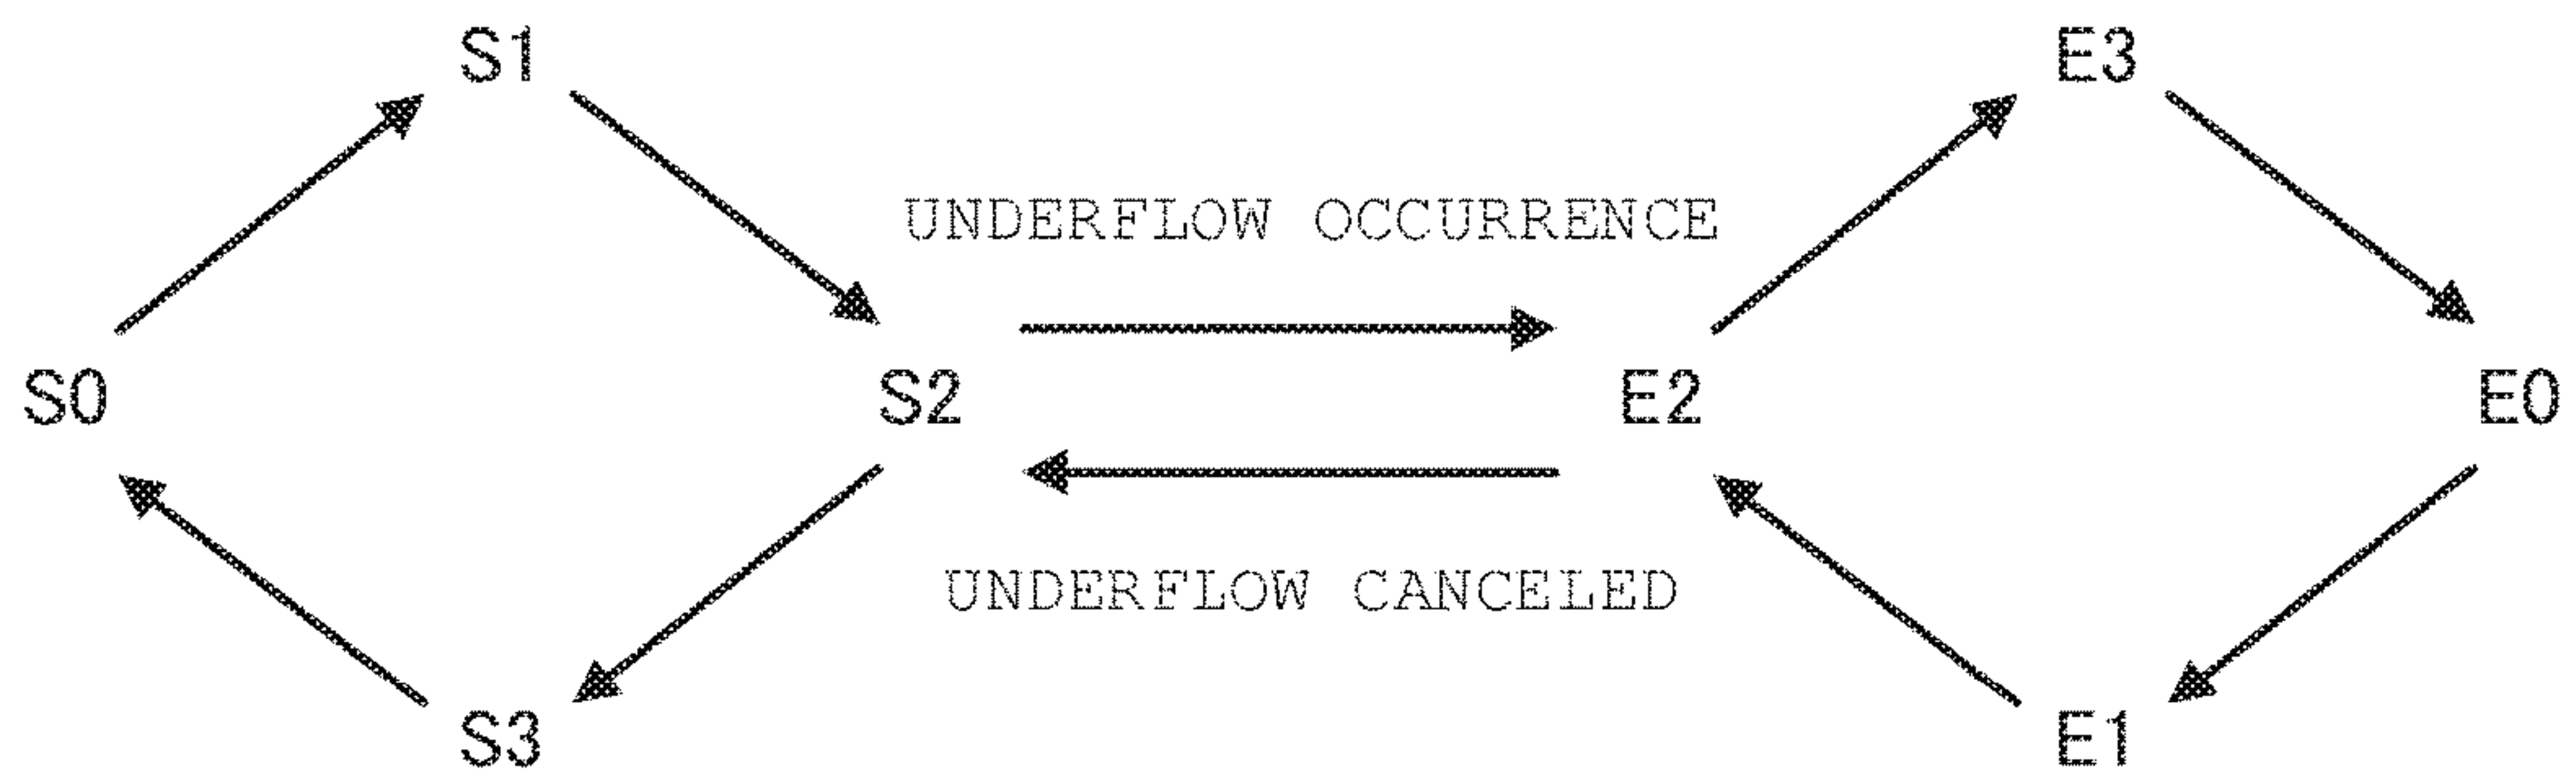 S1
E3
UNDERFLOW OCCURRENCE
S0
S2
E2
E0
UNDERFLOW CANCELED
S3
E1